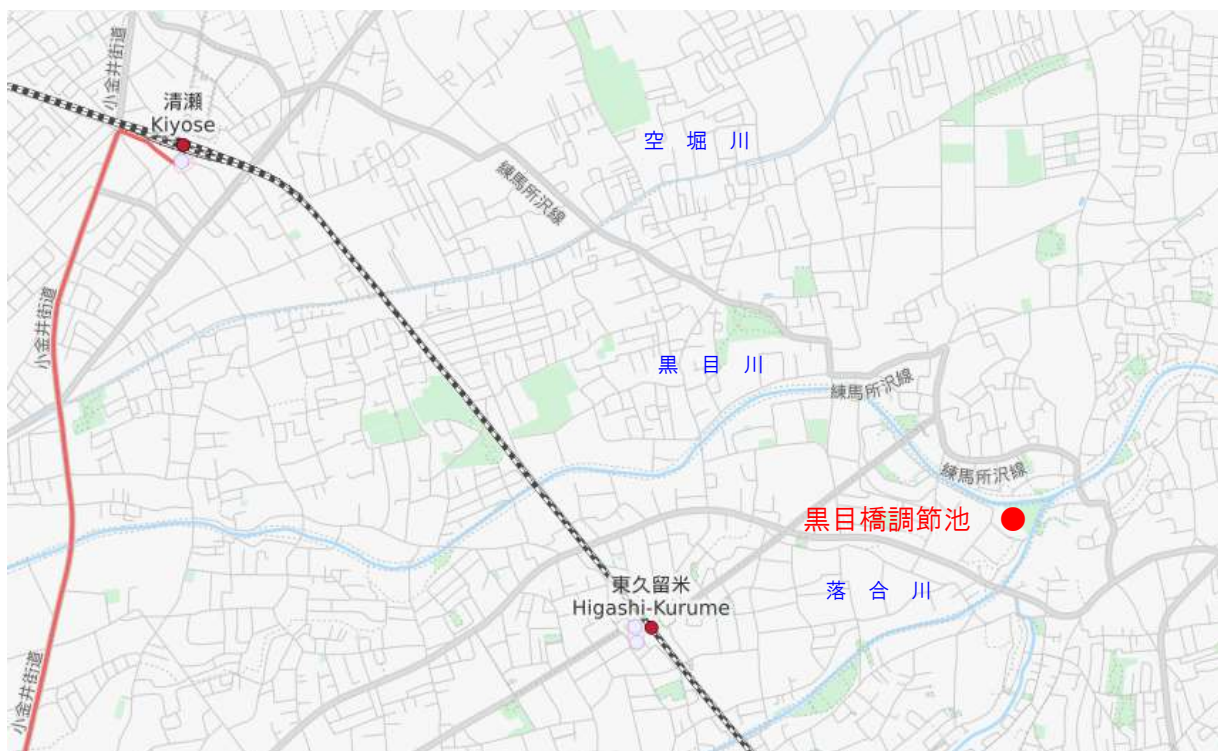 小金井街道
清瀬
Kiyose
空堀川
練馬所沢線
小金井街道
黒目川
練馬所沢線
練馬所沢線
黒目橋調節池
東久留米
Higashi-Kurume
落合川
小金井街道